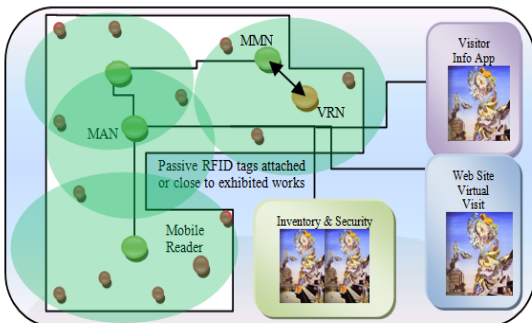 MMN
Visitor
Info App
VRN
MAN
Passive RFID tags attached
or close to exhibited works
Web Site
Virtual
Visit
Mobile
Reader
Inventory & Security